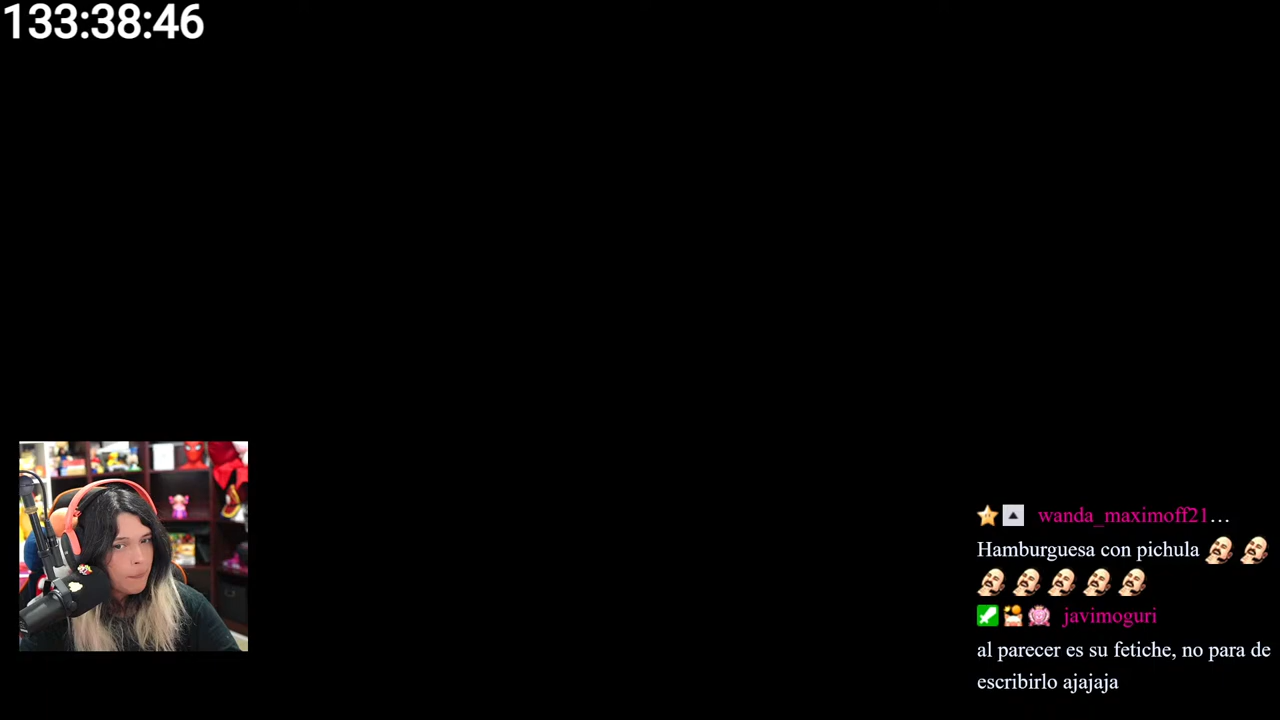 133:38:46
wanda_maximoff21…
Hamburguesa con pichula
javimoguri
al parecer es su fetiche, no para de
escribirlo ajajaja